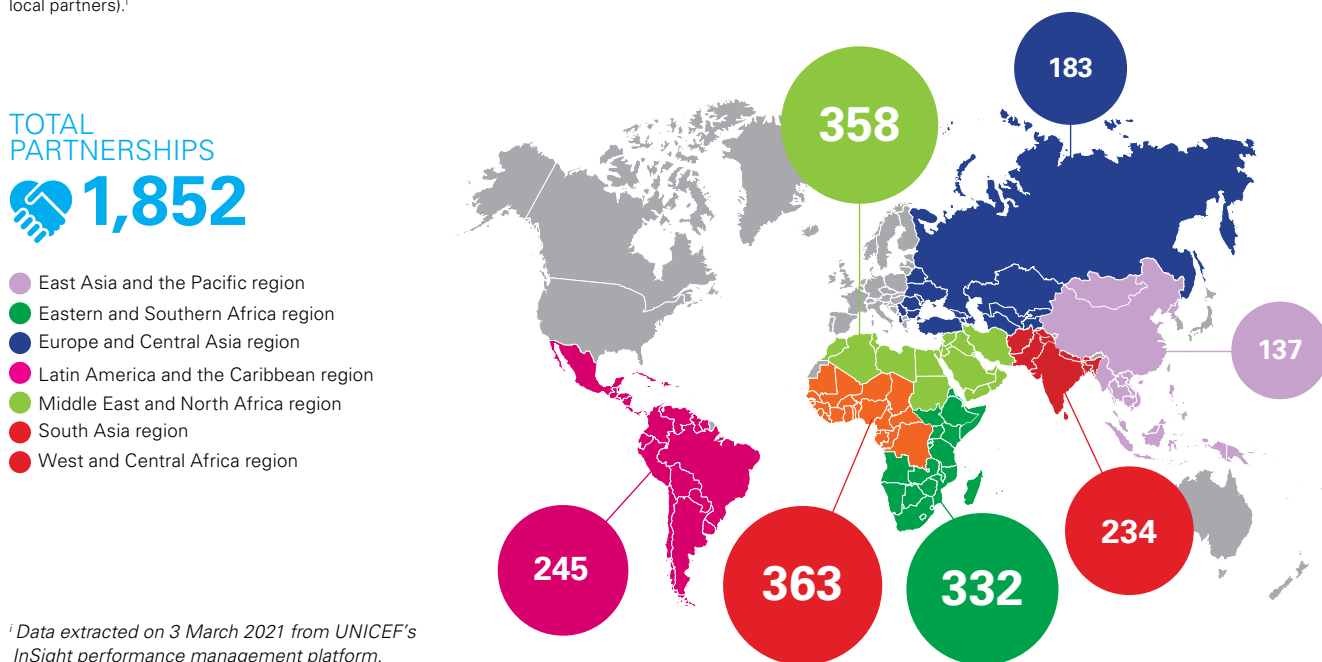 local partners).i
TOTAL
PARTNERSHIPS
1,852
East Asia and the Pacific region
Eastern and Southern Africa region
Europe and Central Asia region
Latin America and the Caribbean region
Middle East and North Africa region
South Asia region
West and Central Africa region
183
358
137
234
245
363
332
i Data extracted on 3 March 2021 from UNICEF's
InSight performance management platform.